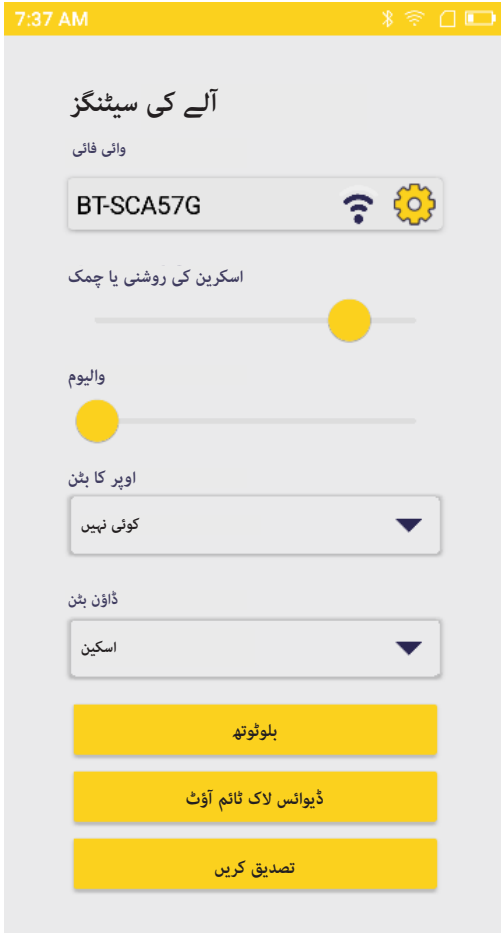 7:37 AM
آلے کی سیٹنگز
وائی فائی
BT-SCA57G
اسکرین کی روشنی یا چمک
والیوم
اوپر کا بٹن
کوئی نہیں
ڈاؤن بٹن
اسکین
بلوٹوتھ
ڈیوائس لاک ٹائم آؤٹ
تصدیق کریں